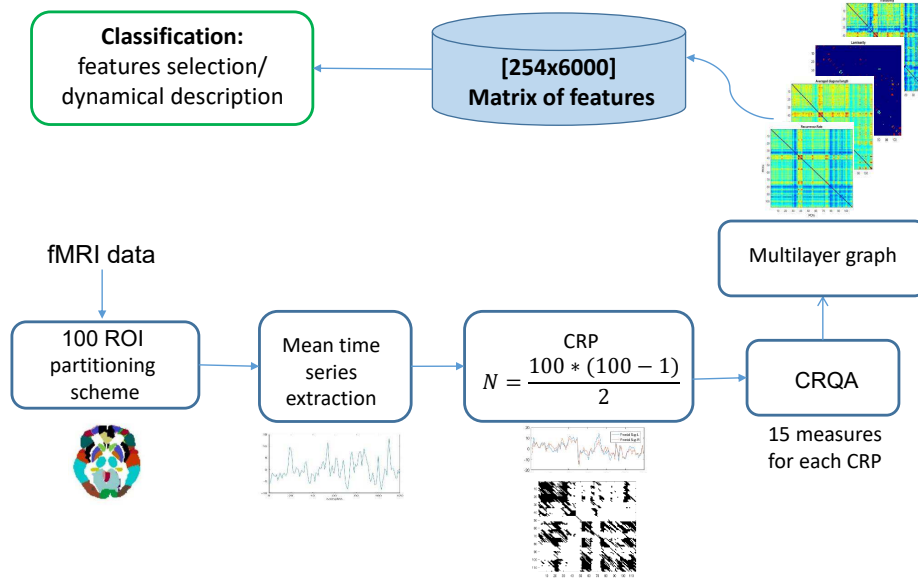 Classification:
features selection/
dynamical description
[254x6000]
Matrix of features
Laminarity
Averaged diagonal length
Recurrence Rate
fMRI data
100 ROI
partitioning
scheme
Mean time
series
extraction
CRP
N = 100 * (100 − 1) / 2
Multilayer graph
CRQA
15 measures
for each CRP